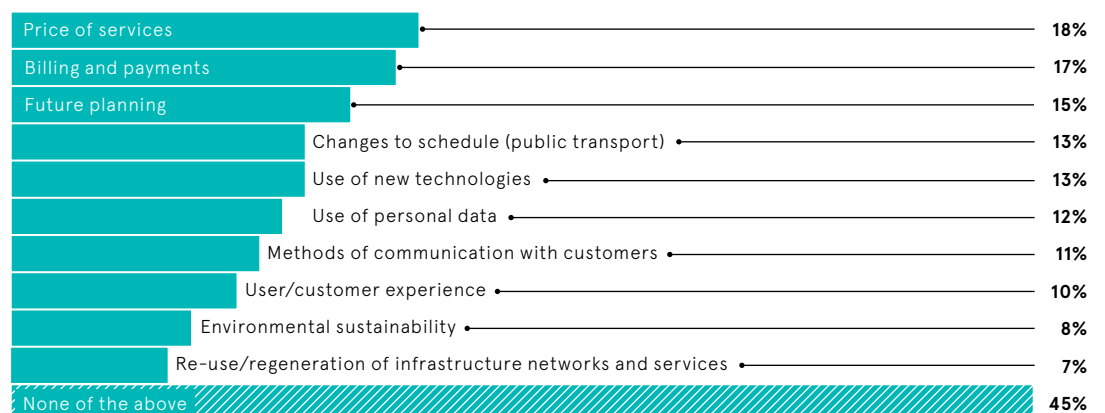 Price of services 18%
Billing and payments 17%
Future planning 15%
Changes to schedule (public transport) 13%
Use of new technologies 13%
Use of personal data 12%
Methods of communication with customers 11%
User/customer experience 10%
Environmental sustainability 8%
Re-use/regeneration of infrastructure networks and services 7%
None of the above 45%